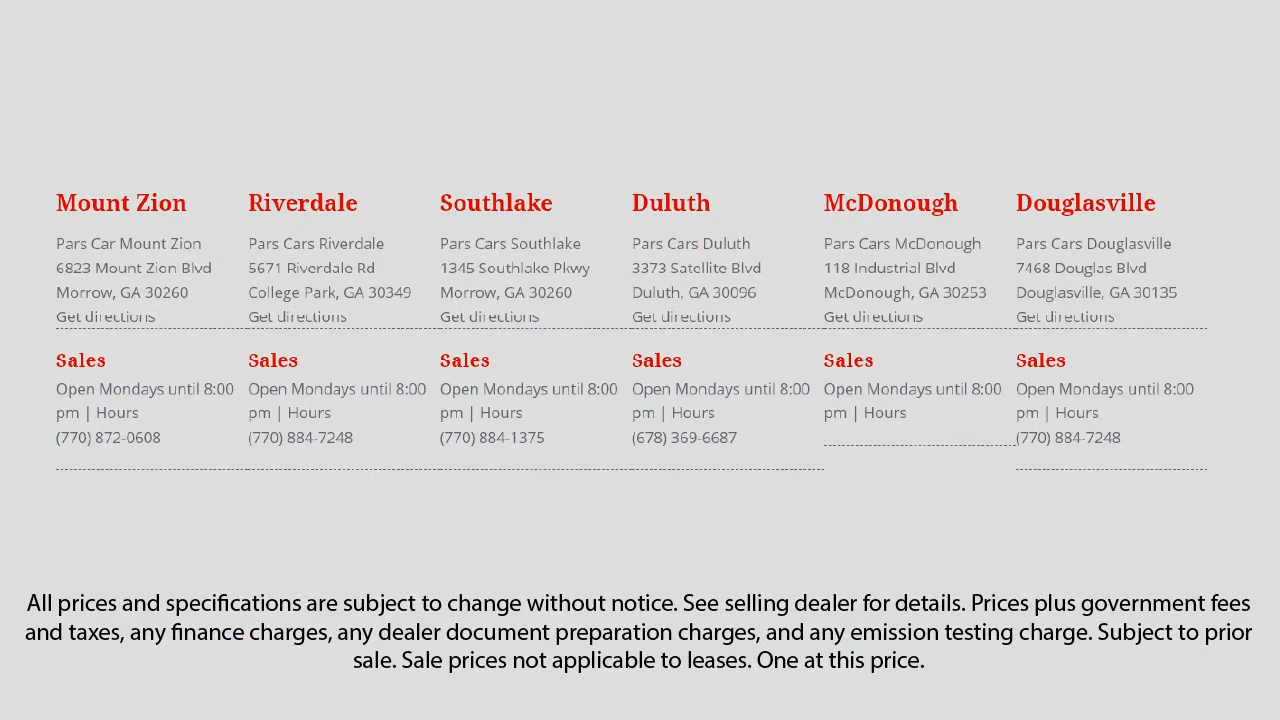 Mount Zion
Pars Car Mount Zion
6823 Mount Zion Blvd
Morrow, GA 30260
Get directions
Sales
Open Mondays until 8:00
pm | Hours
(770) 872-0608
Riverdale
Pars Cars Riverdale
5671 Riverdale Rd
College Park, GA 30349
Get directions
Sales
Open Mondays until 8:00
pm | Hours
(770) 884-7248
Southlake
Pars Cars Southlake
1345 Southlake Pkwy
Morrow, GA 30260
Get directions
Sales
Open Mondays until 8:00
pm | Hours
(770) 884-1375
Duluth
Pars Cars Duluth
3373 Satellite Blvd
Duluth, GA 30096
Get directions
Sales
Open Mondays until 8:00
pm | Hours
(678) 369-6687
McDonough
Pars Cars McDonough
118 Industrial Blvd
McDonough, GA 30253
Get directions
Sales
Open Mondays until 8:00
pm | Hours
Douglasville
Pars Cars Douglasville
7468 Douglas Blvd
Douglasville, GA 30135
Get directions
Sales
Open Mondays until 8:00
pm | Hours
(770) 884-7248
All prices and specifications are subject to change without notice. See selling dealer for details. Prices plus government fees
and taxes, any finance charges, any dealer document preparation charges, and any emission testing charge. Subject to prior
sale. Sale prices not applicable to leases. One at this price.